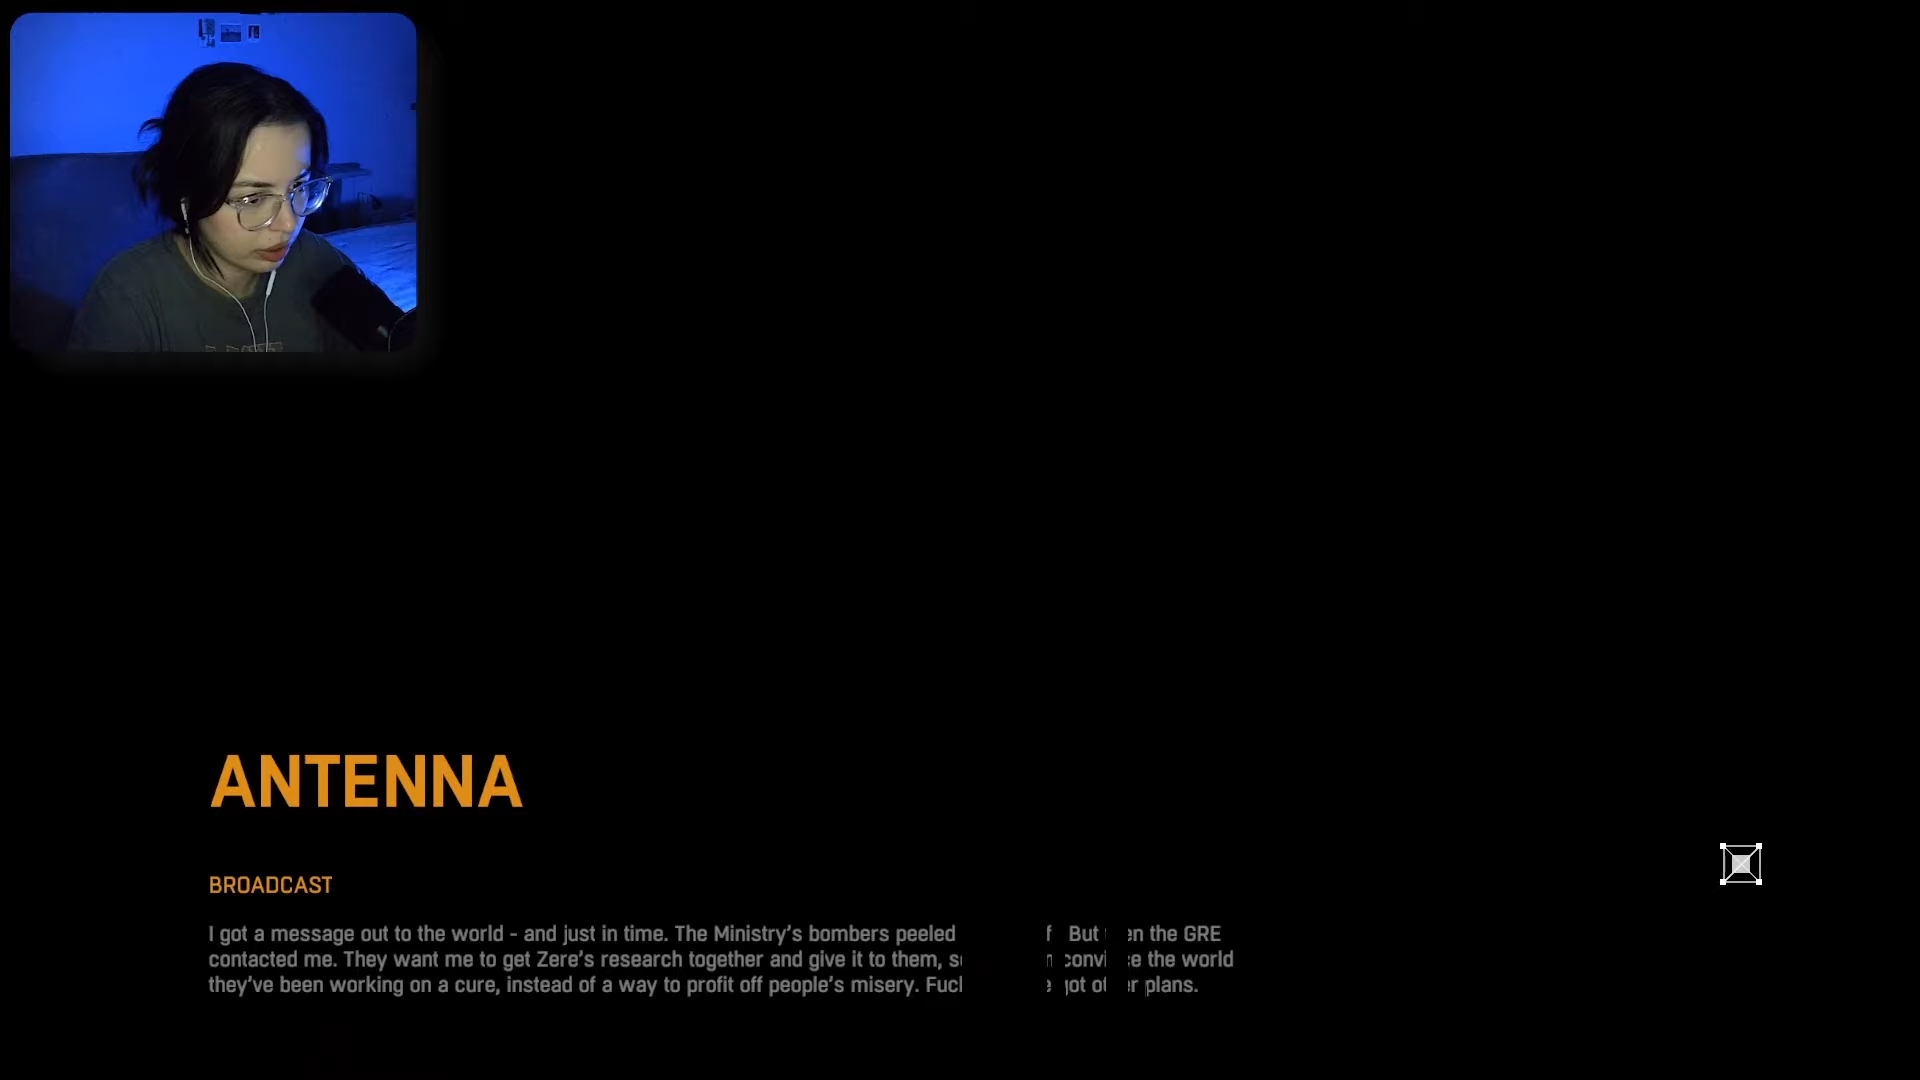 ANTENNA
BROADCAST
I got a message out to the world - and just in time. The Ministry's bombers peeled But the GRE
contacted me. They want me to get Zere's research together and give it to them, the world
they've been working on a cure, instead of a way to profit off people's misery. got plans.